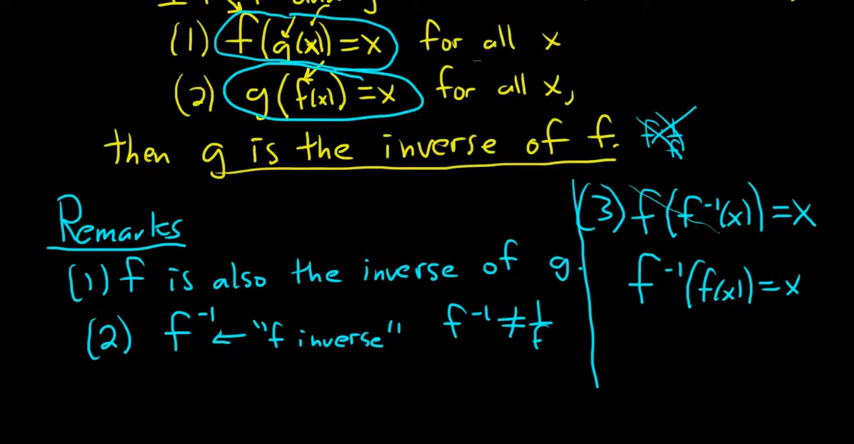 (1) f(g(x))=x for all x
(2) g(f(x))=x for all x,
then g is the inverse of f.
Remarks
(1) f is also the inverse of g.
(2) f⁻¹ ← "f inverse" f⁻¹ ≠ 1/f
(3) f(f⁻¹(x))=x
f⁻¹(f(x))=x